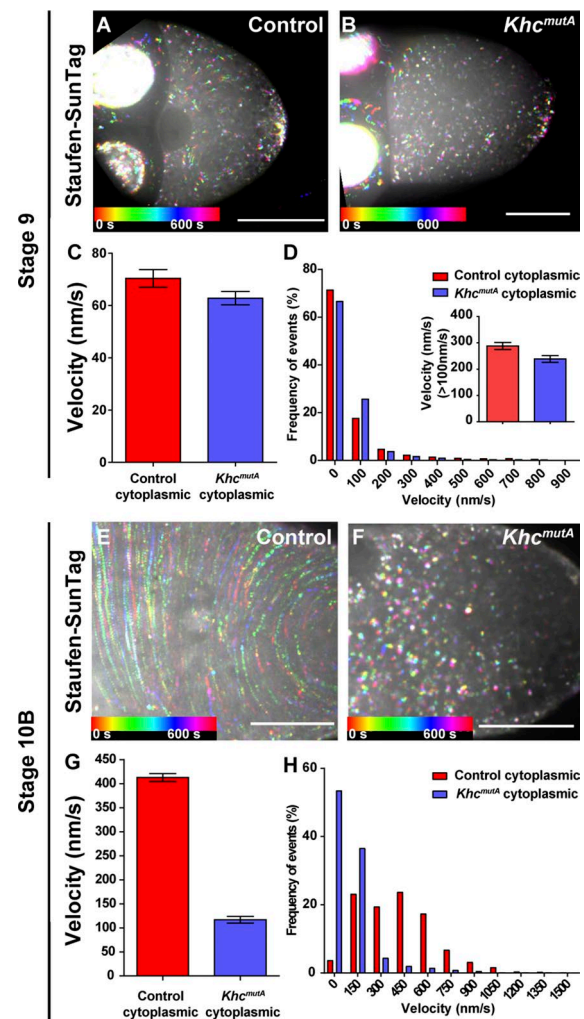 A Control
B Khc^mutA
Staufen-SunTag
0 s 600 s
0 s 600 s
Stage 9
C
Velocity (nm/s)
80
60
40
20
0
Control cytoplasmic
Khc^mutA cytoplasmic
D
Control cytoplasmic
Khc^mutA cytoplasmic
Frequency of events (%)
80
60
40
20
0
Velocity (nm/s) (>100nm/s)
400
300
200
100
0
0 100 200 300 400 500 600 700 800 900
Velocity (nm/s)
E Control
F Khc^mutA
Staufen-SunTag
0 s 600 s
0 s 600 s
Stage 10B
G
Velocity (nm/s)
450
400
350
300
250
200
150
100
50
0
Control cytoplasmic
Khc^mutA cytoplasmic
H
Control cytoplasmic
Khc^mutA cytoplasmic
Frequency of events (%)
60
40
20
0
0 150 300 450 600 750 900 1050 1200 1350 1500
Velocity (nm/s)